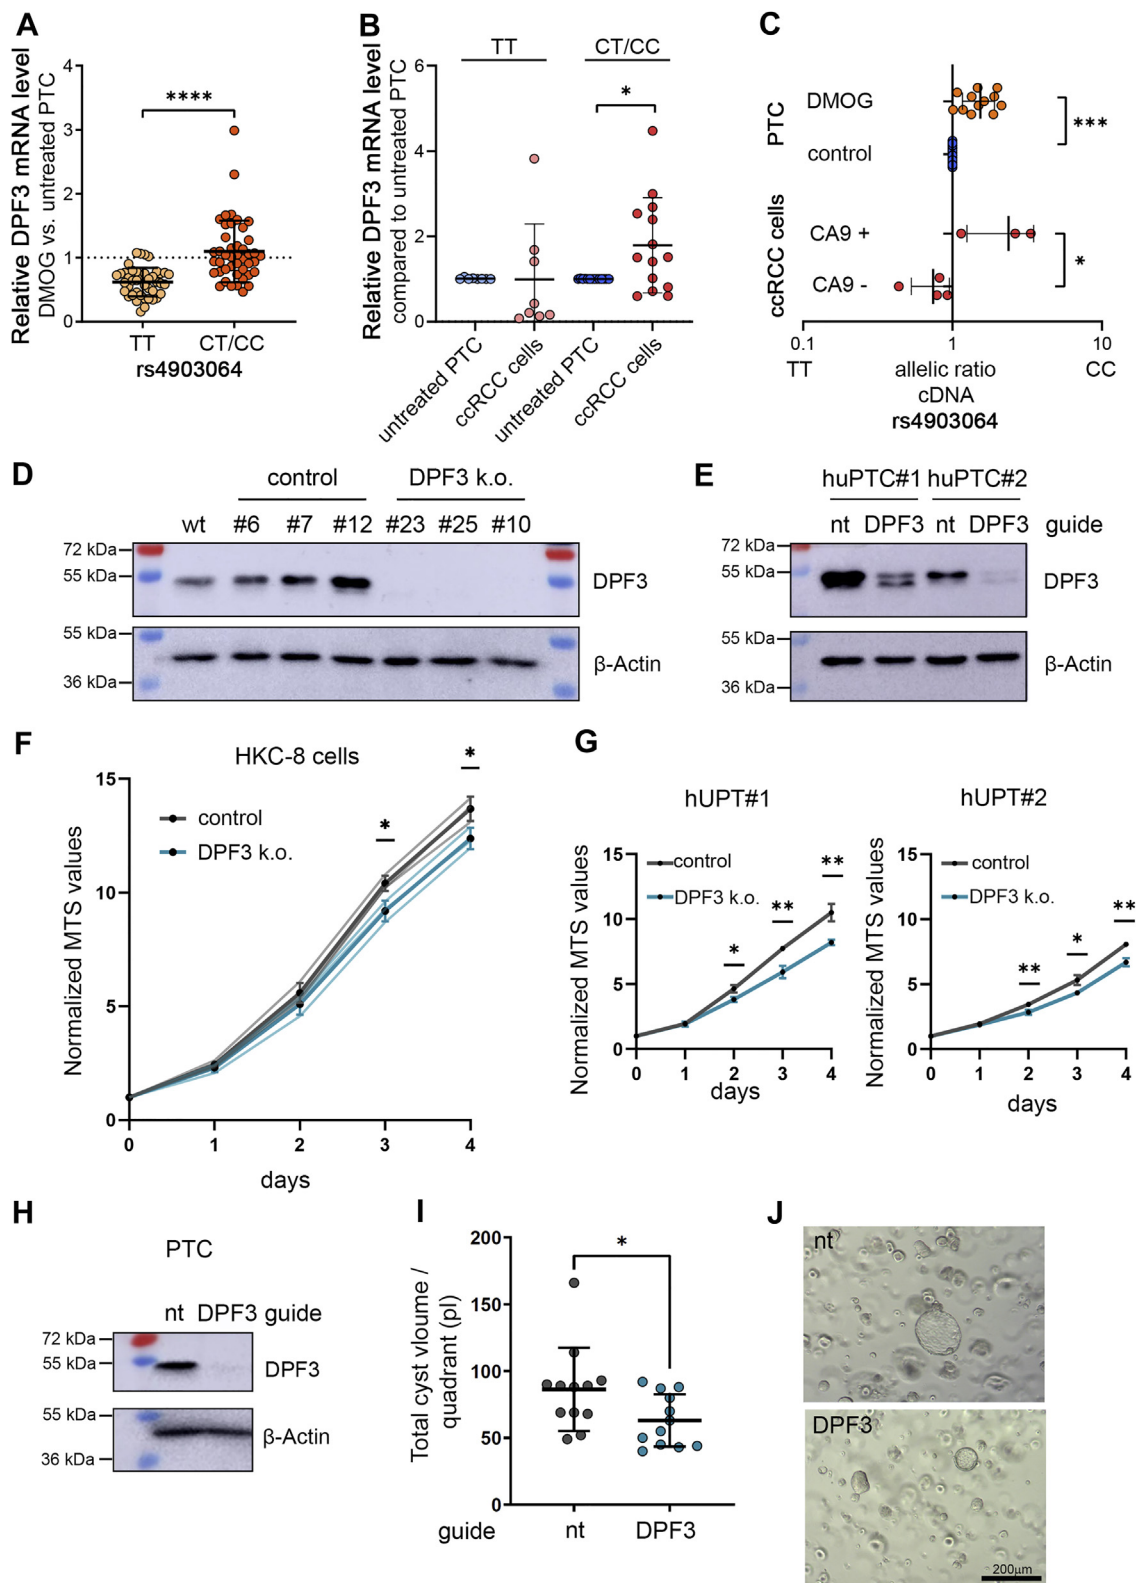 A
Relative DPF3 mRNA level
DMOG vs. untreated PTC
4
3
2
1
0
****
TT
CT/CC
rs4903064
B
Relative DPF3 mRNA level
compared to untreated PTC
6
4
2
0
TT
CT/CC
*
untreated PTC
ccRCC cells
untreated PTC
ccRCC cells
C
PTC
DMOG
control
***
ccRCC cells
CA9 +
CA9 -
*
0.1
1
10
TT
allelic ratio
CC
cDNA
rs4903064
D
control
DPF3 k.o.
wt
#6
#7
#12
#23
#25
#10
72 kDa
55 kDa
DPF3
55 kDa
36 kDa
β-Actin
E
huPTC#1
huPTC#2
nt
DPF3
nt
DPF3
guide
72 kDa
55 kDa
DPF3
55 kDa
36 kDa
β-Actin
F
HKC-8 cells
Normalized MTS values
15
10
5
0
control
DPF3 k.o.
*
*
0
1
2
3
4
days
G
hUPT#1
Normalized MTS values
15
10
5
0
control
DPF3 k.o.
*
**
**
0
1
2
3
4
days
hUPT#2
Normalized MTS values
15
10
5
0
control
DPF3 k.o.
**
*
**
0
1
2
3
4
days
H
PTC
nt
DPF3 guide
72 kDa
55 kDa
DPF3
55 kDa
36 kDa
β-Actin
I
Total cyst vloume /
quadrant (pl)
200
150
100
50
0
*
guide
nt
DPF3
J
nt
DPF3
200μm